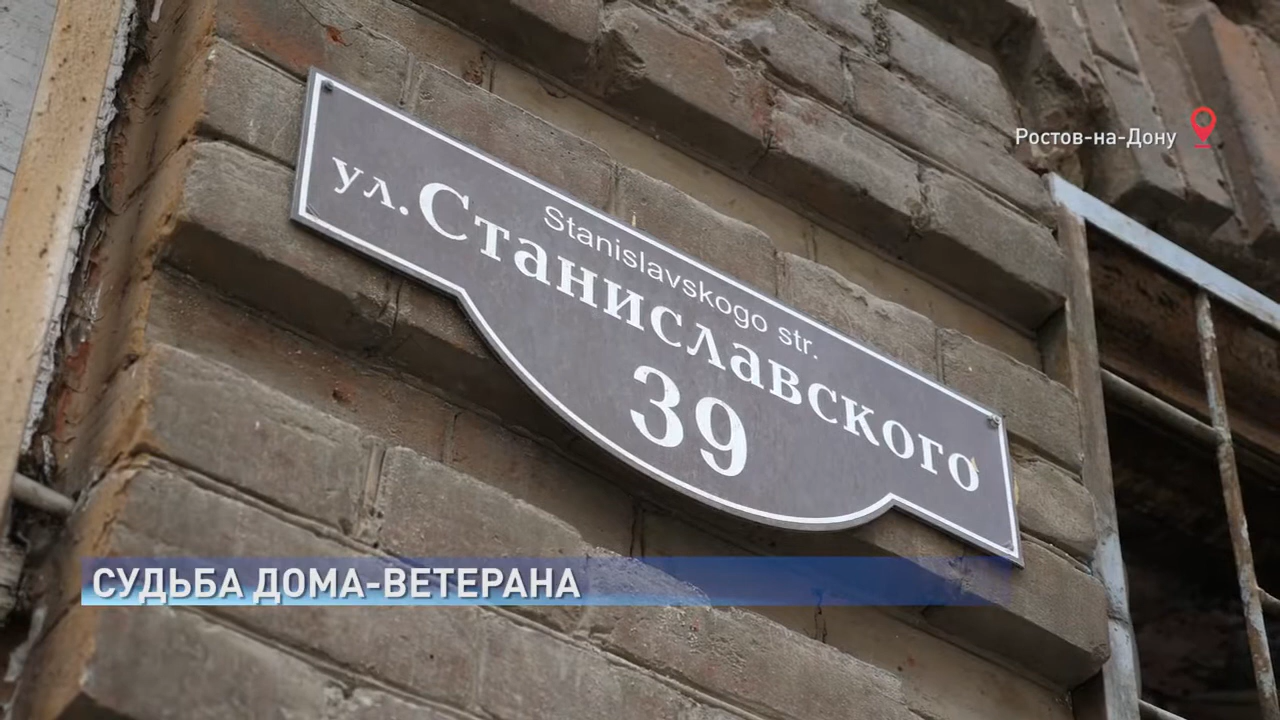 Ростов-на-Дону
Stanislavskogo str.
ул. Станиславского
39
СУДЬБА ДОМА-ВЕТЕРАНА